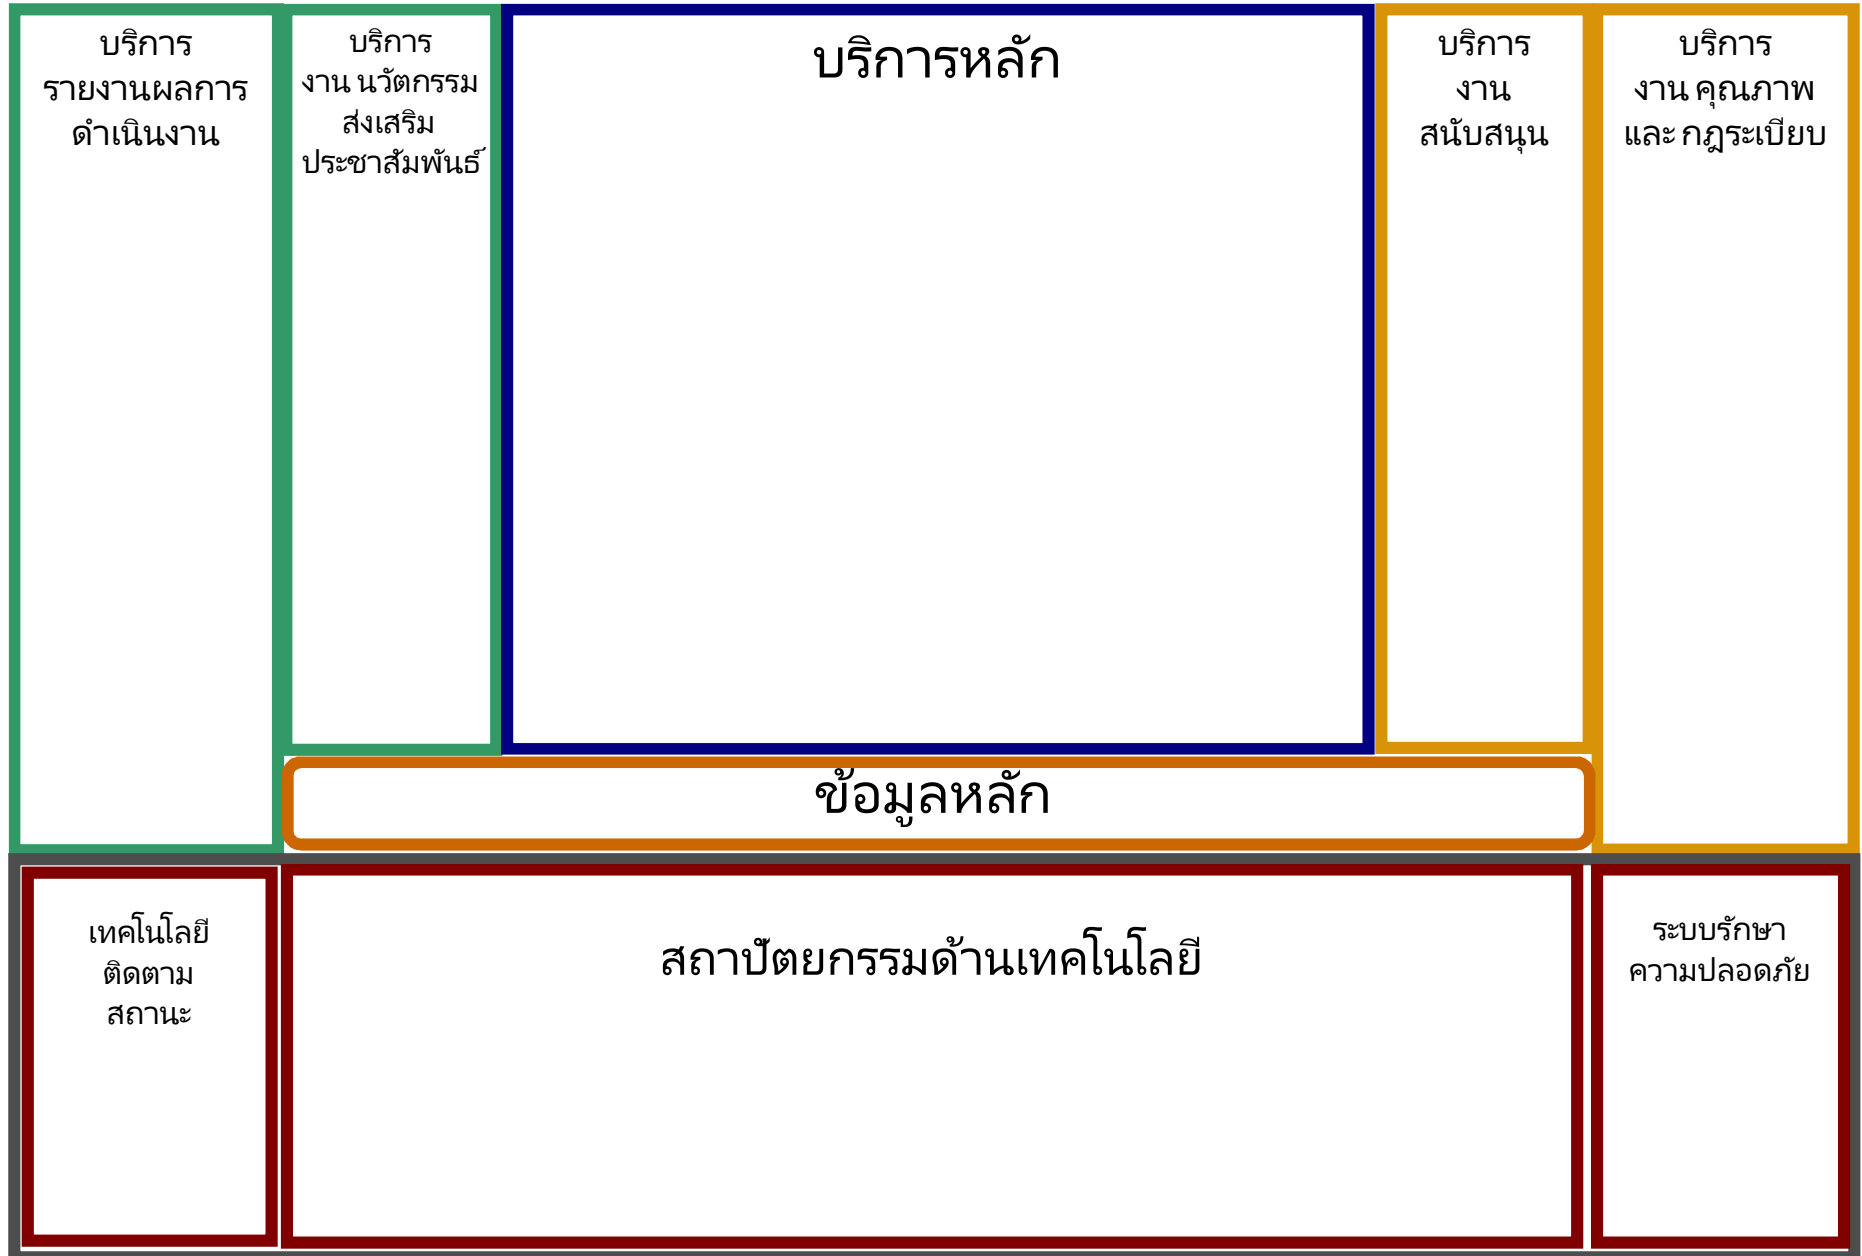 บริการ
รายงานผลการ
ดำเนินงาน
บริการ
งาน นวัตกรรม
ส่งเสริม
ประชาสัมพันธ์
บริการหลัก
บริการ
งาน
สนับสนุน
บริการ
งาน คุณภาพ
และ กฎระเบียบ
ข้อมูลหลัก
เทคโนโลยี
ติดตาม
สถานะ
สถาปัตยกรรมด้านเทคโนโลยี
ระบบรักษา
ความปลอดภัย